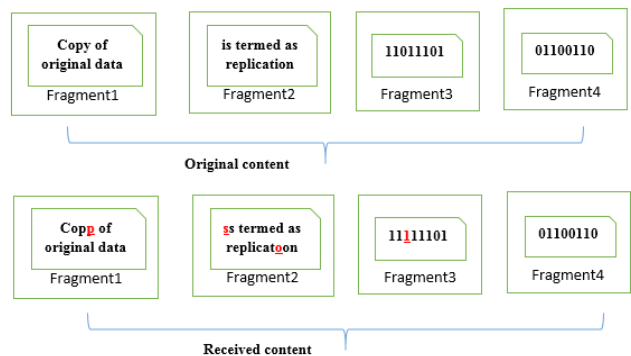 Copy of
original data
Fragment1
is termed as
replication
Fragment2
11011101
Fragment3
01100110
Fragment4
Original content
Copp of
original data
Fragment1
ss termed as
replicatoon
Fragment2
11111101
Fragment3
01100110
Fragment4
Received content